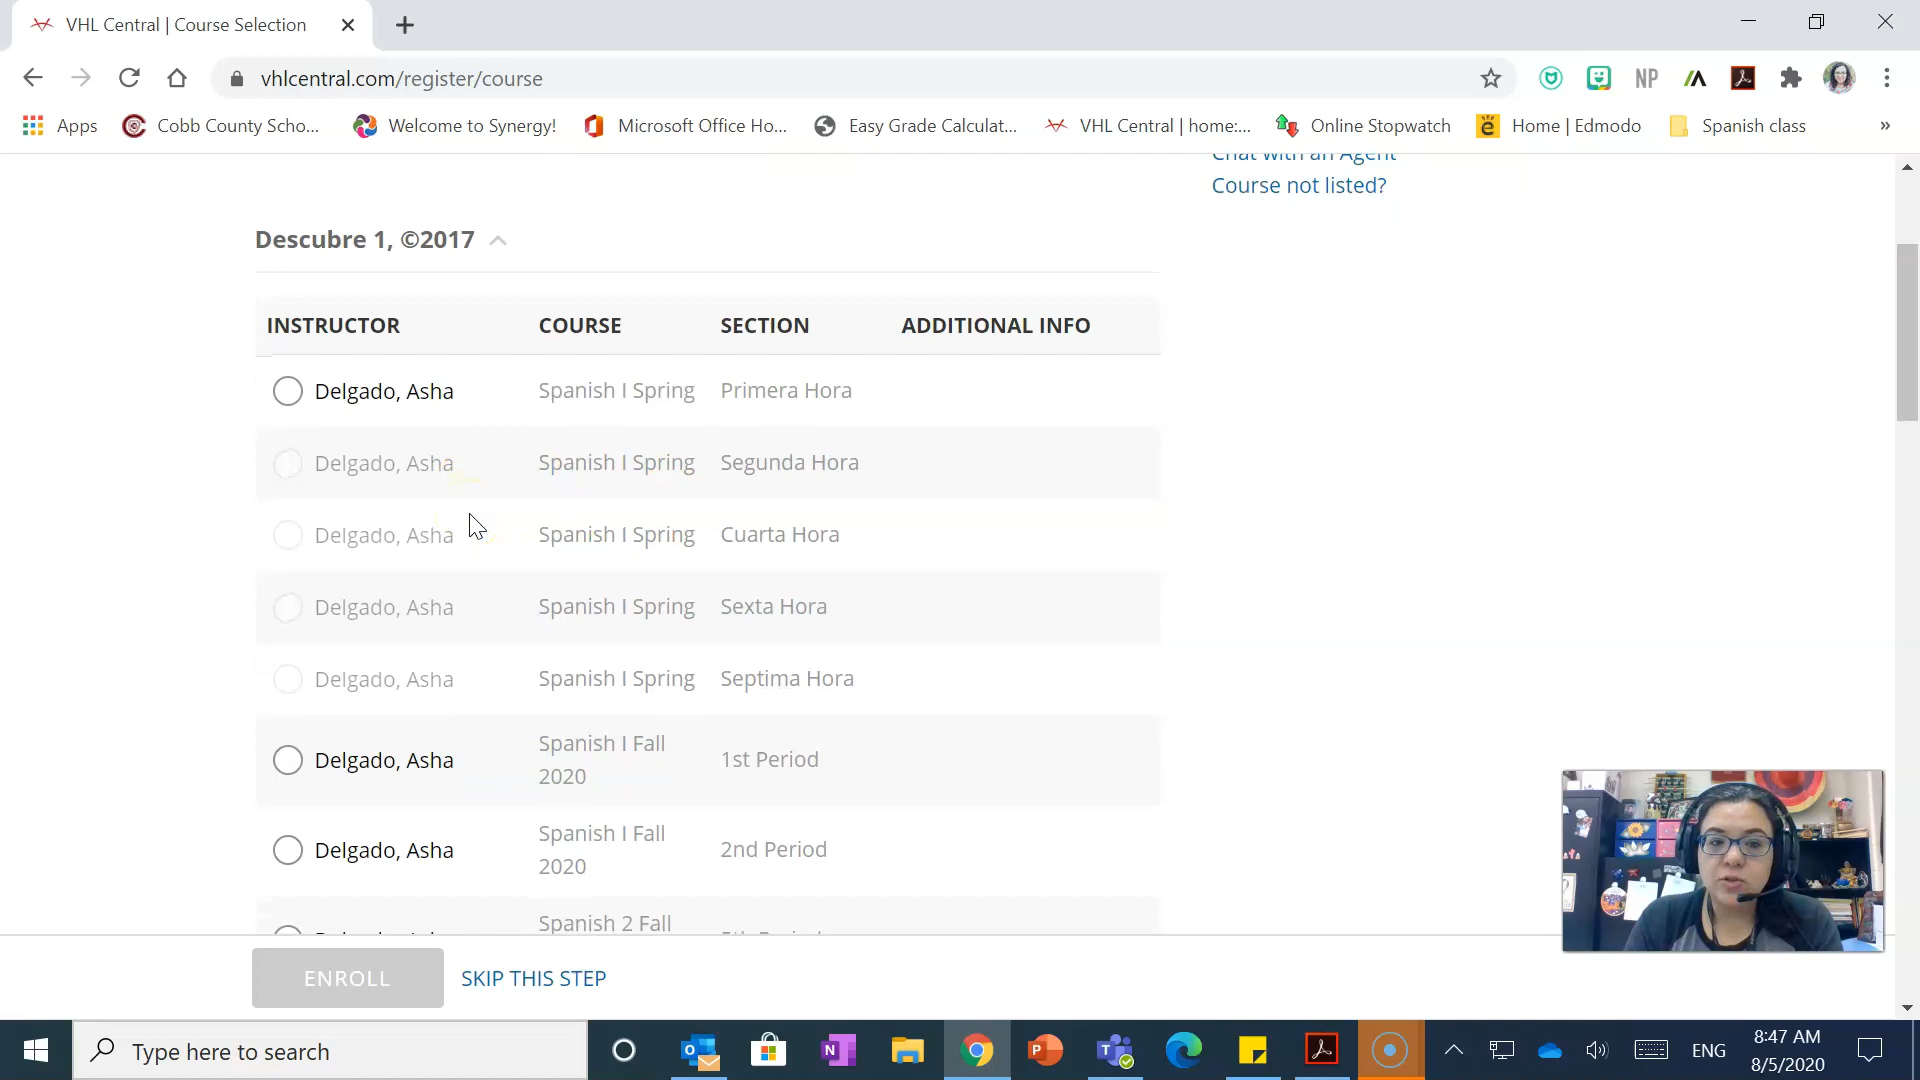 VHL Central | Course Selection
vhlcentral.com/register/course
NP
Apps
Cobb County Scho...
Welcome to Synergy!
Microsoft Office Ho...
Easy Grade Calculat...
VHL Central | home:...
Online Stopwatch
Home | Edmodo
Spanish class
»
Chat with an Agent
Course not listed?
Descubre 1, ©2017
INSTRUCTOR COURSE SECTION ADDITIONAL INFO
Delgado, Asha Spanish I Spring Primera Hora
Delgado, Asha Spanish I Spring Segunda Hora
Delgado, Asha Spanish I Spring Cuarta Hora
Delgado, Asha Spanish I Spring Sexta Hora
Delgado, Asha Spanish I Spring Septima Hora
Delgado, Asha Spanish I Fall 1st Period
2020
Delgado, Asha Spanish I Fall 2nd Period
2020
Spanish 2 Fall
ENROLL SKIP THIS STEP
Type here to search
ENG
8:47 AM
8/5/2020